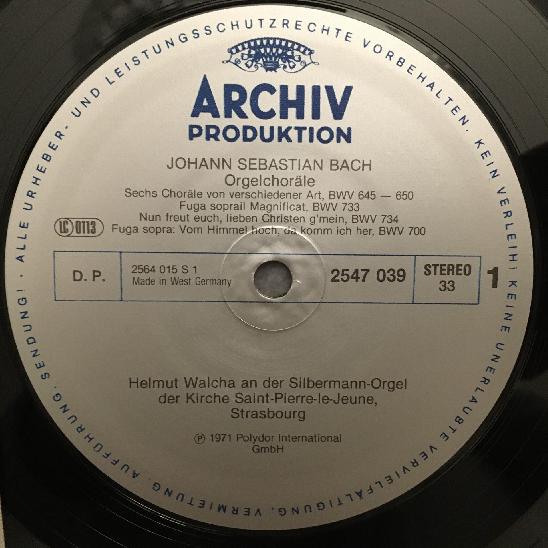 ALLE URHEBER- UND LEISTUNGSSCHUTZRECHTE VORBEHALTEN. KEIN VERLEIH! KEINE UNERLAUBTE VERVIELFÄLTIGUNG, VERMIETUNG, AUFFÜHRUNG, SENDUNG!
ARCHIV
PRODUKTION
JOHANN SEBASTIAN BACH
Orgelchoräle
Sechs Choräle von verschiedener Art, BWV 645 — 650
Fuga soprail Magnificat, BWV 733
Nun freut euch, lieben Christen g'mein, BWV 734
LC 0113
Fuga sopra: Vom Himmel hoch, da komm ich her, BWV 700
D. P.
2564 015 S 1
Made in West Germany
2547 039
STEREO
33
1
Helmut Walcha an der Silbermann-Orgel
der Kirche Saint-Pierre-le-Jeune,
Strasbourg
Ⓟ 1971 Polydor International
GmbH